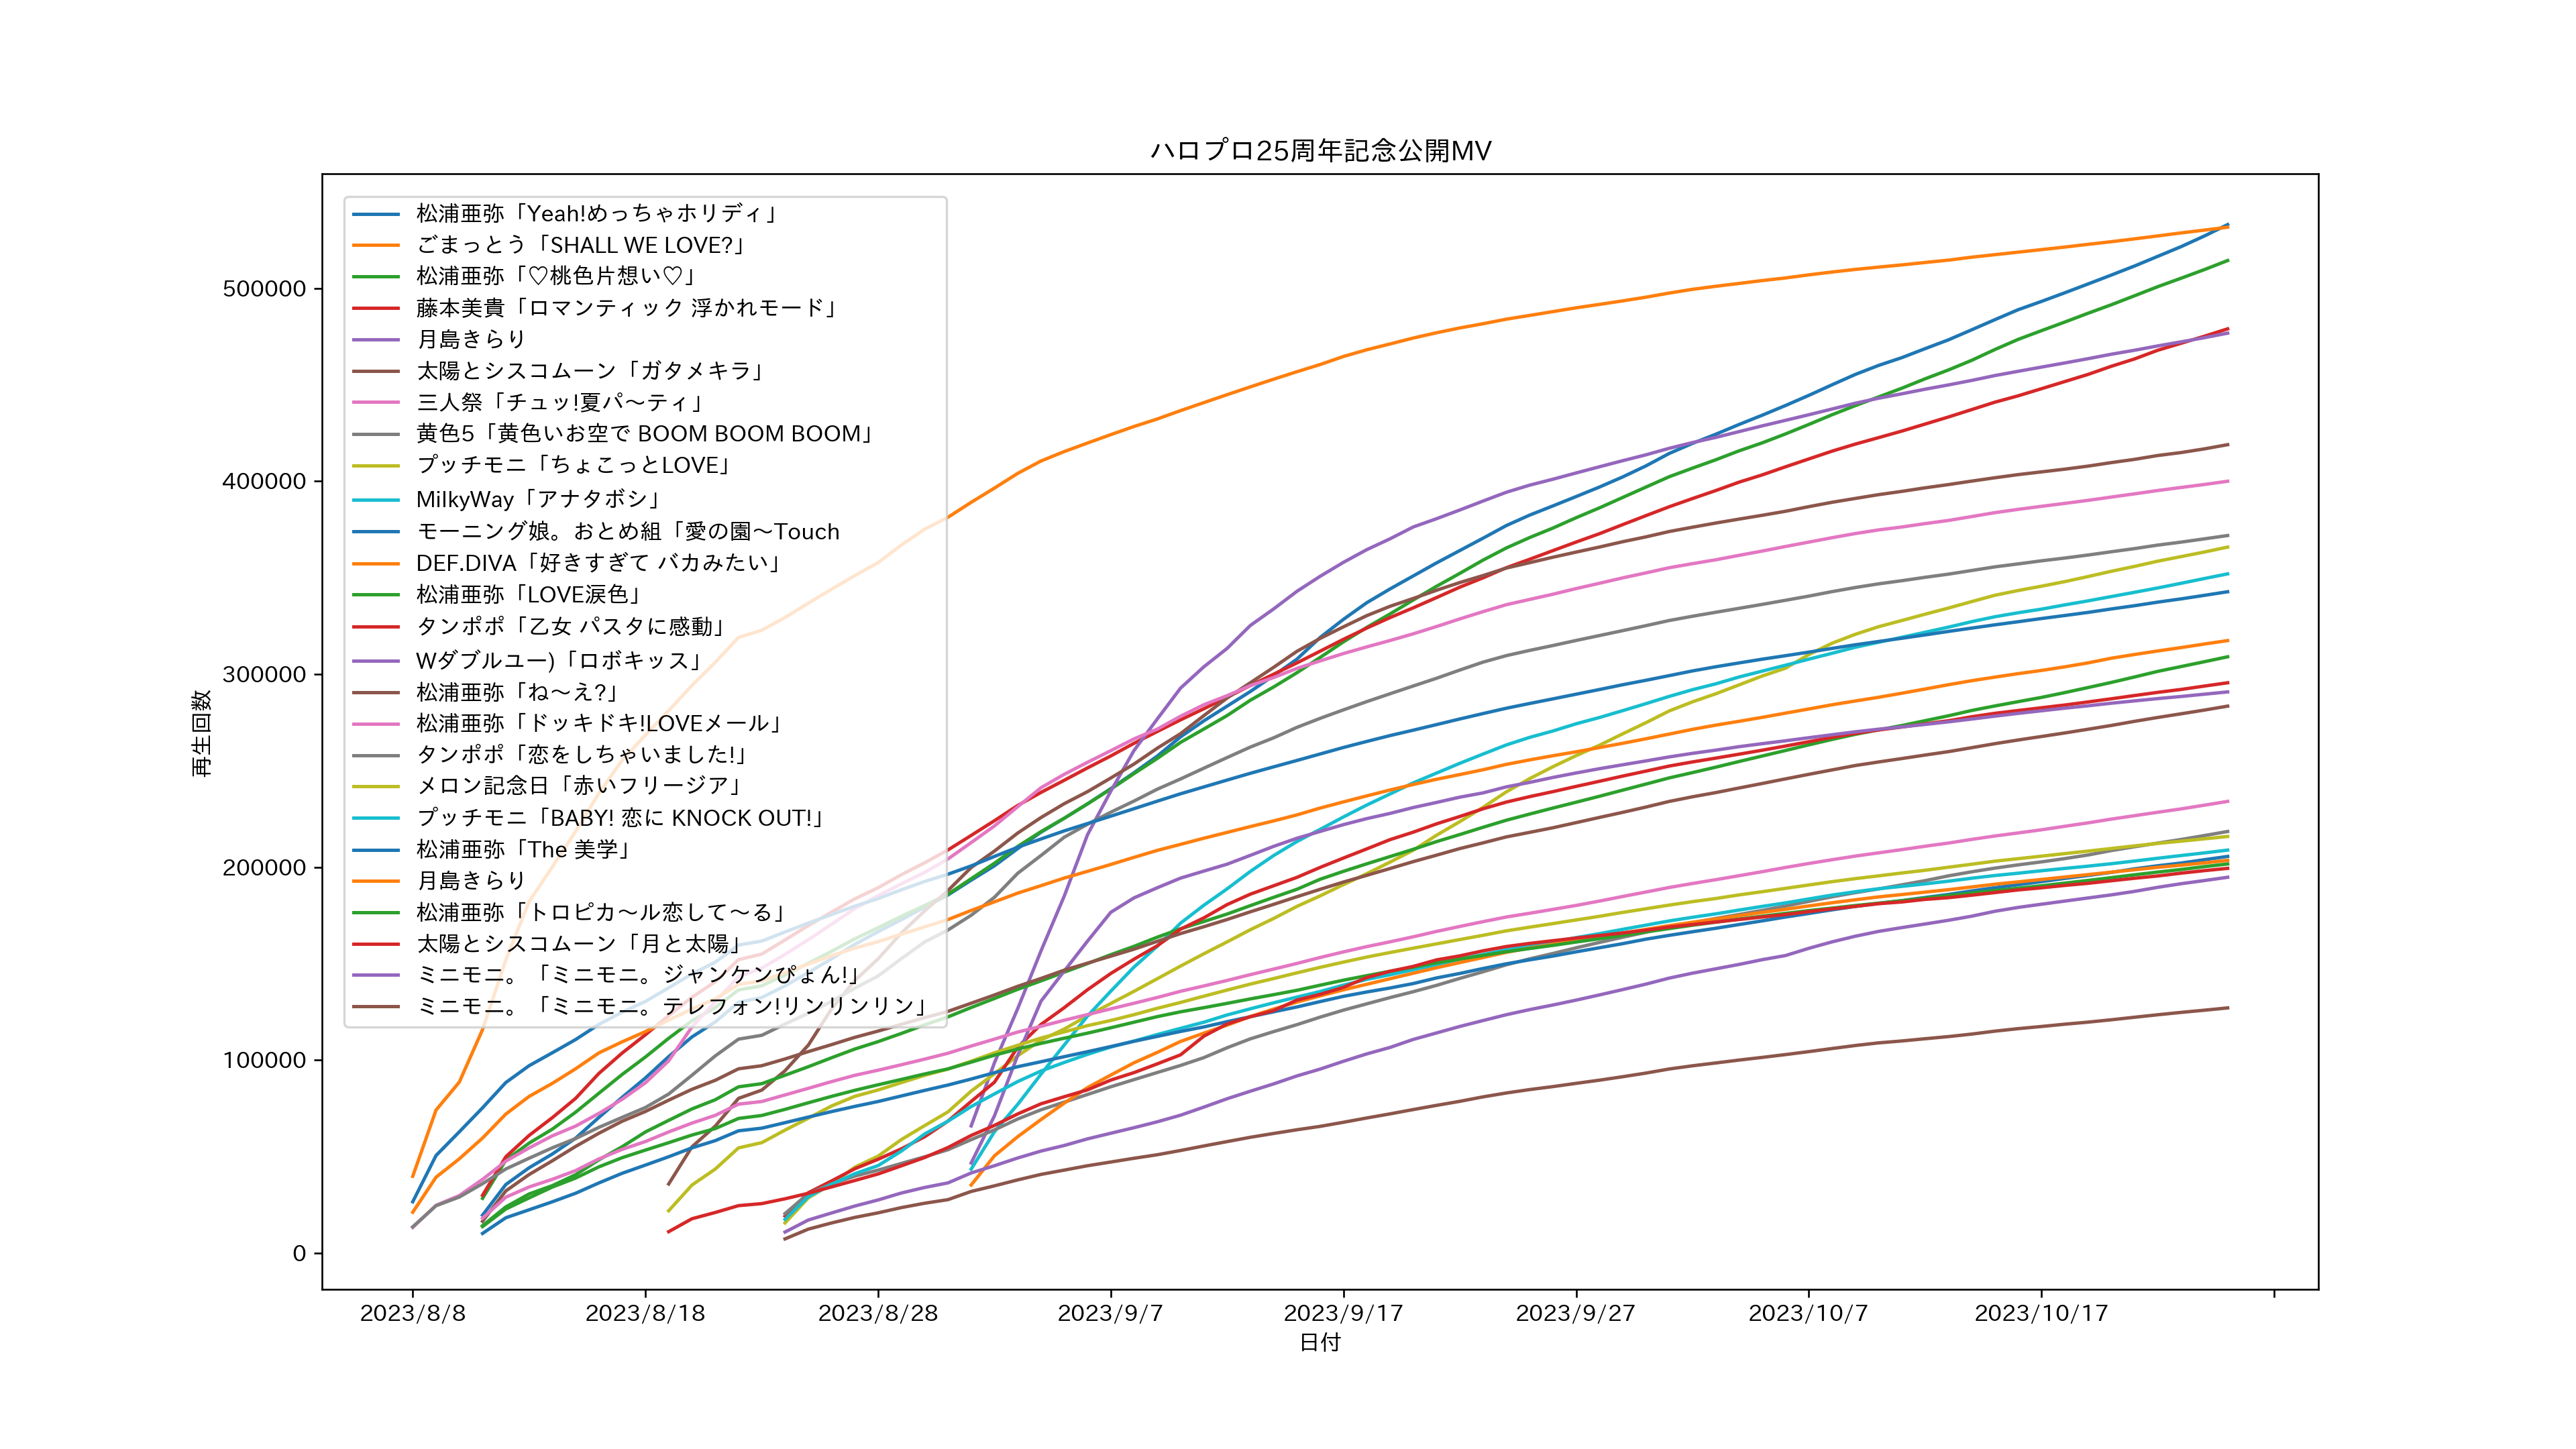 ハロプロ25周年記念公開MV
松浦亜弥「Yeah!めっちゃホリディ」
ごまっとう「SHALL WE LOVE?」
松浦亜弥「♡桃色片想い♡」
藤本美貴「ロマンティック 浮かれモード」
月島きらり
太陽とシスコムーン「ガタメキラ」
三人祭「チュッ!夏パ〜ティ」
黄色5「黄色いお空で BOOM BOOM BOOM」
プッチモニ「ちょこっとLOVE」
MilkyWay「アナタボシ」
モーニング娘。おとめ組「愛の園〜Touch
DEF.DIVA「好きすぎて バカみたい」
松浦亜弥「LOVE涙色」
タンポポ「乙女 パスタに感動」
Wダブルユー)「ロボキッス」
松浦亜弥「ね〜え?」
松浦亜弥「ドッキドキ!LOVEメール」
タンポポ「恋をしちゃいました!」
メロン記念日「赤いフリージア」
プッチモニ「BABY! 恋に KNOCK OUT!」
松浦亜弥「The 美学」
月島きらり
松浦亜弥「トロピカ〜ル恋して〜る」
太陽とシスコムーン「月と太陽」
ミニモニ。「ミニモニ。ジャンケンぴょん!」
ミニモニ。「ミニモニ。テレフォン!リンリンリン」
再生回数
500000
400000
300000
200000
100000
0
2023/8/8
2023/8/18
2023/8/28
2023/9/7
2023/9/17
2023/9/27
2023/10/7
2023/10/17
日付